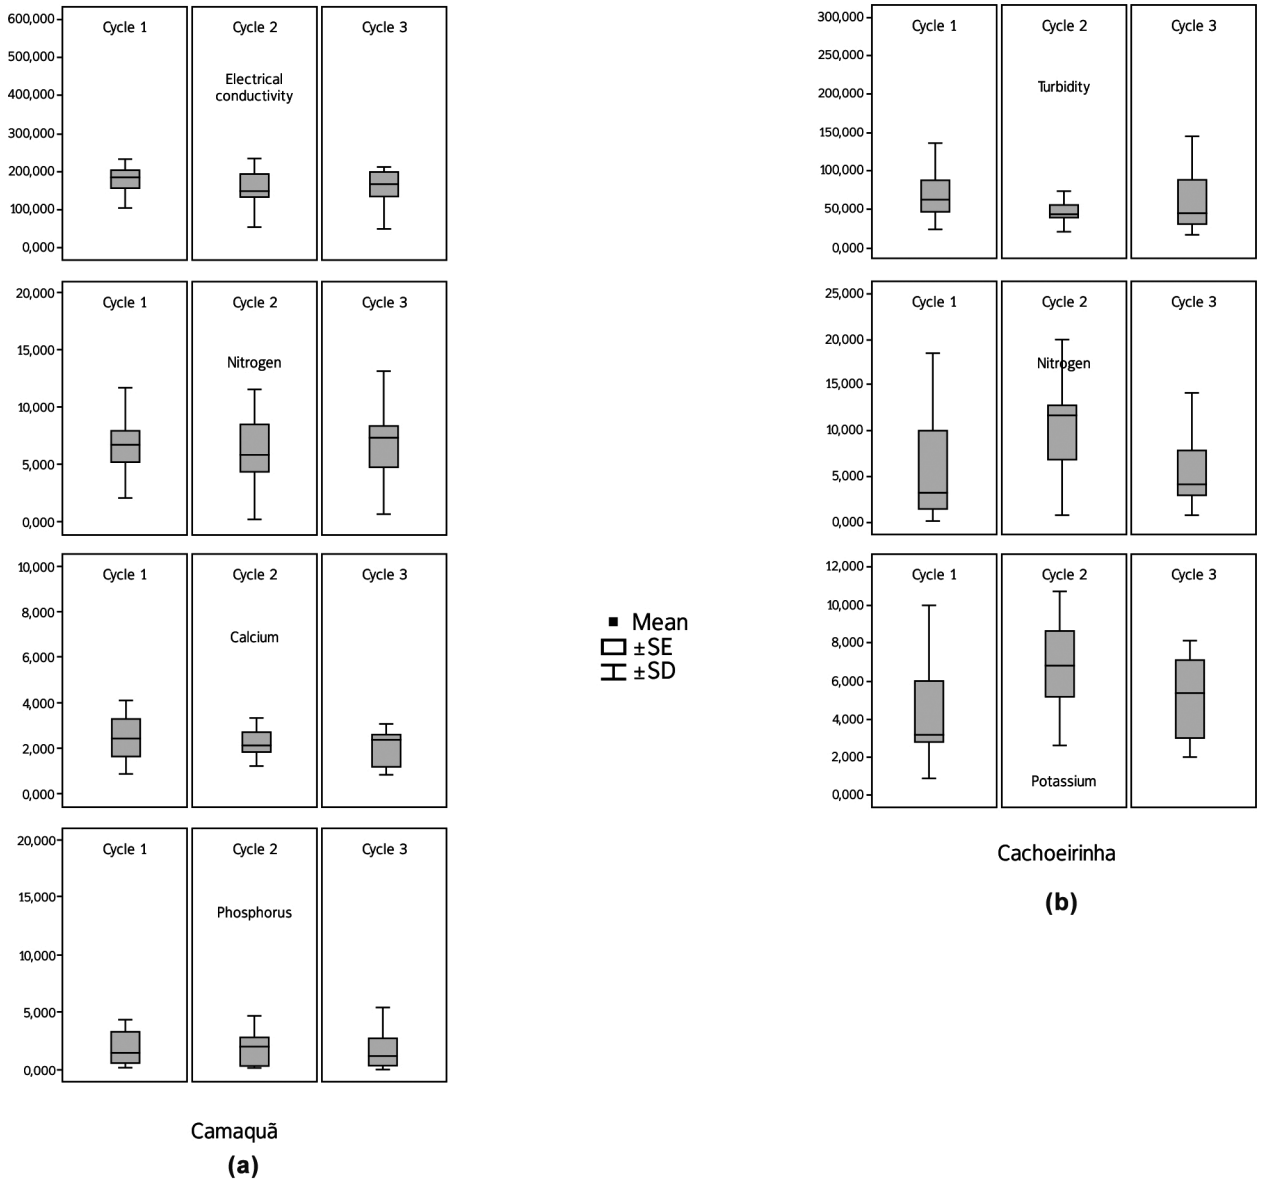 600,000
500,000
400,000
300,000
200,000
100,000
0,000
Cycle 1
Cycle 2
Cycle 3
Electrical
conductivity
20,000
15,000
10,000
5,000
0,000
Cycle 1
Cycle 2
Cycle 3
Nitrogen
10,000
8,000
6,000
4,000
2,000
0,000
Cycle 1
Cycle 2
Cycle 3
Calcium
20,000
15,000
10,000
5,000
0,000
Cycle 1
Cycle 2
Cycle 3
Phosphorus
Camaquã
(a)
Mean
±SE
±SD
300,000
250,000
200,000
150,000
100,000
50,000
0,000
Cycle 1
Cycle 2
Cycle 3
Turbidity
25,000
20,000
15,000
10,000
5,000
0,000
Cycle 1
Cycle 2
Cycle 3
Nitrogen
12,000
10,000
8,000
6,000
4,000
2,000
0,000
Cycle 1
Cycle 2
Cycle 3
Potassium
Cachoeirinha
(b)